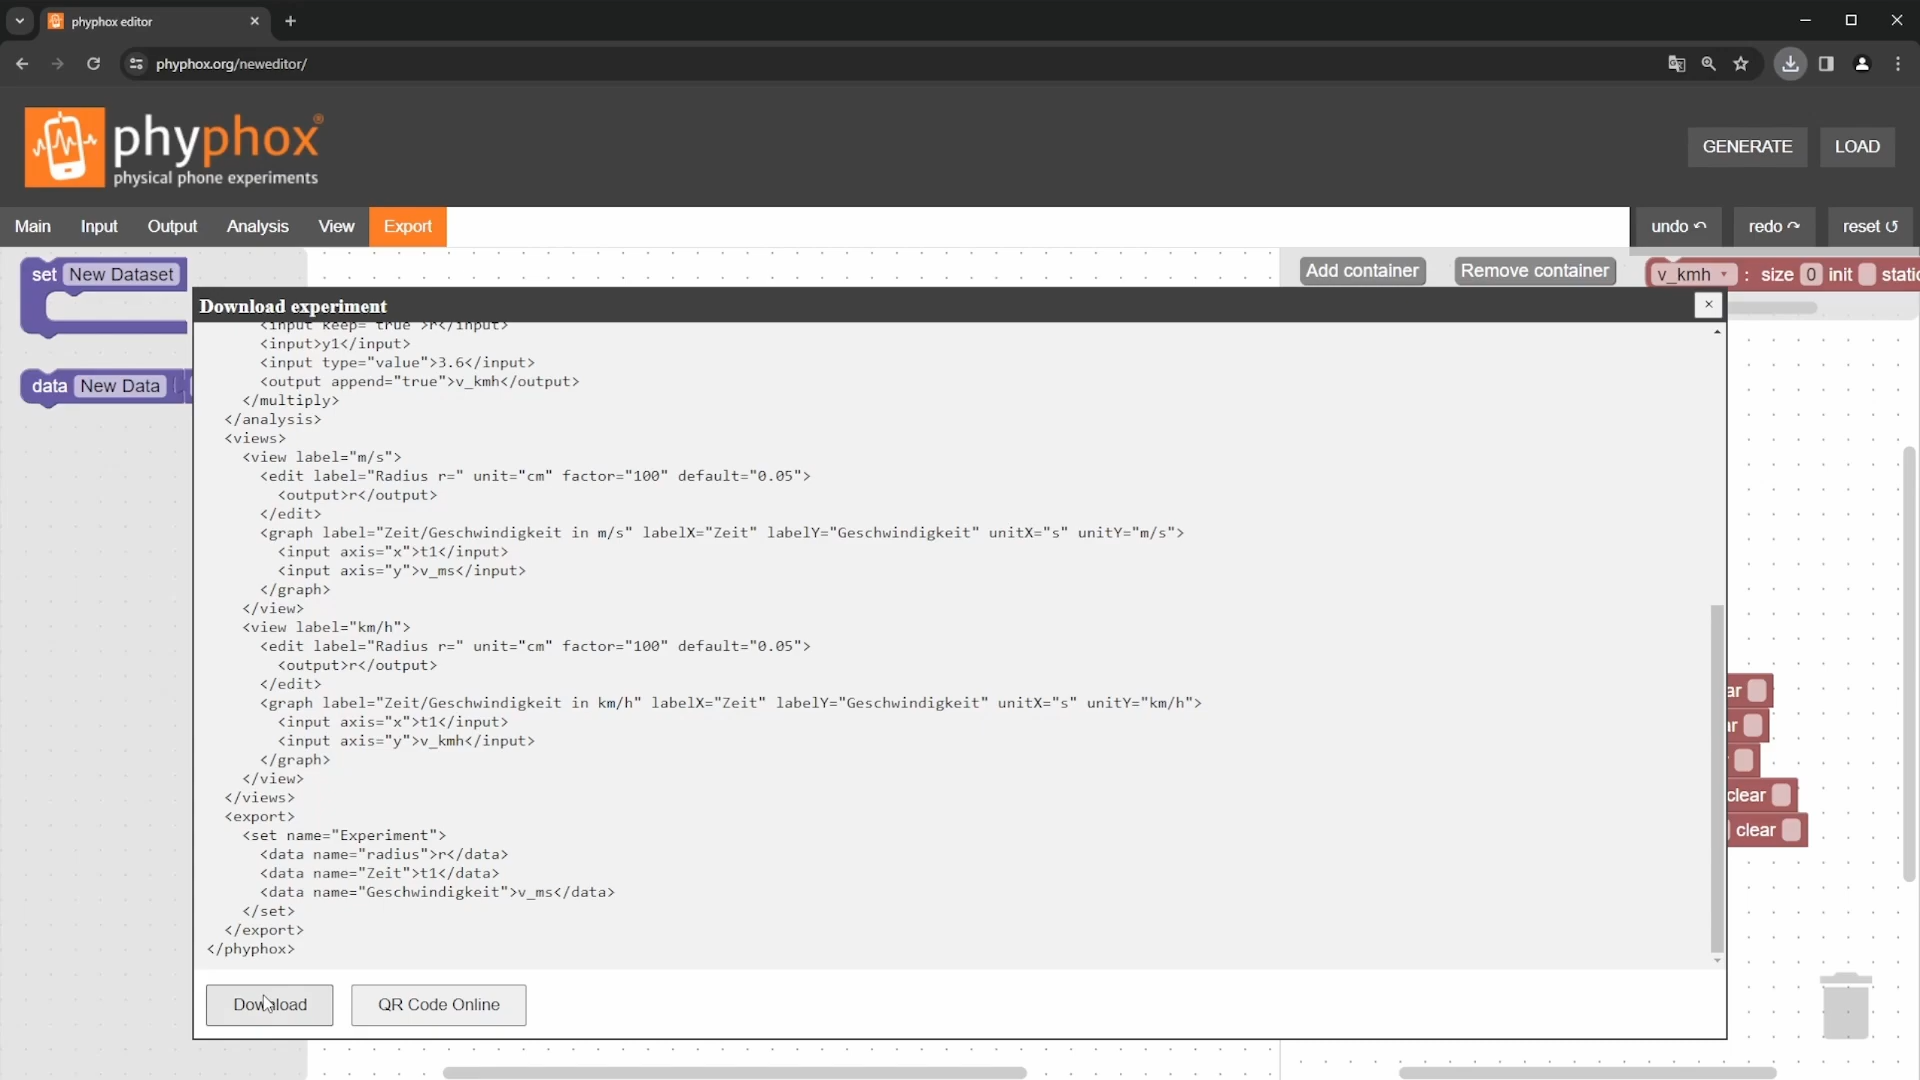 phyphox editor
phyphox.org/neweditor/
phyphox®
physical phone experiments
GENERATE
LOAD
Main
Input
Output
Analysis
View
Export
undo ↶
redo ↷
reset ↺
set New Dataset
data New Data
Add container
Remove container
v_kmh : size 0 init static
Download experiment
×
<input keep="true">r</input>
<input>y1</input>
<input type="value">3.6</input>
<output append="true">v_kmh</output>
</multiply>
</analysis>
<views>
<view label="m/s">
<edit label="Radius r=" unit="cm" factor="100" default="0.05">
<output>r</output>
</edit>
<graph label="Zeit/Geschwindigkeit in m/s" labelX="Zeit" labelY="Geschwindigkeit" unitX="s" unitY="m/s">
<input axis="x">t1</input>
<input axis="y">v_ms</input>
</graph>
</view>
<view label="km/h">
<edit label="Radius r=" unit="cm" factor="100" default="0.05">
<output>r</output>
</edit>
<graph label="Zeit/Geschwindigkeit in km/h" labelX="Zeit" labelY="Geschwindigkeit" unitX="s" unitY="km/h">
<input axis="x">t1</input>
<input axis="y">v_kmh</input>
</graph>
</view>
</views>
<export>
<set name="Experiment">
<data name="radius">r</data>
<data name="Zeit">t1</data>
<data name="Geschwindigkeit">v_ms</data>
</set>
</export>
</phyphox>
ar
r
clear
clear
Download
QR Code Online